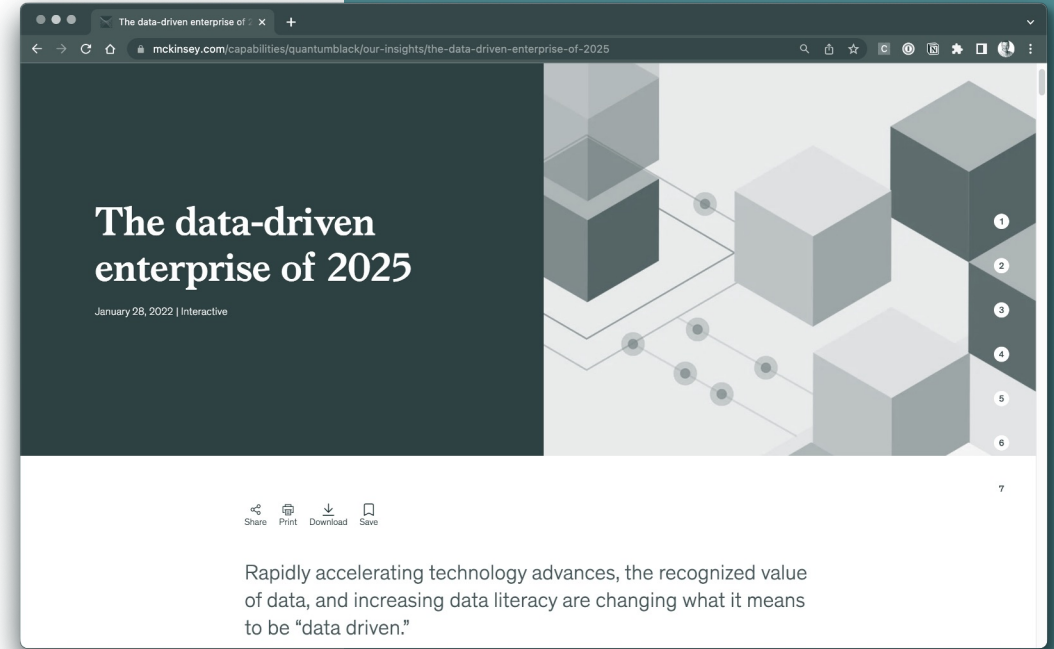 The data-driven enterprise of 2
mckinsey.com/capabilities/quantumblack/our-insights/the-data-driven-enterprise-of-2025
C
The data-driven
enterprise of 2025
January 28, 2022 | Interactive
1
2
3
4
5
6
7
Share Print Download Save
Rapidly accelerating technology advances, the recognized value
of data, and increasing data literacy are changing what it means
to be “data driven.”